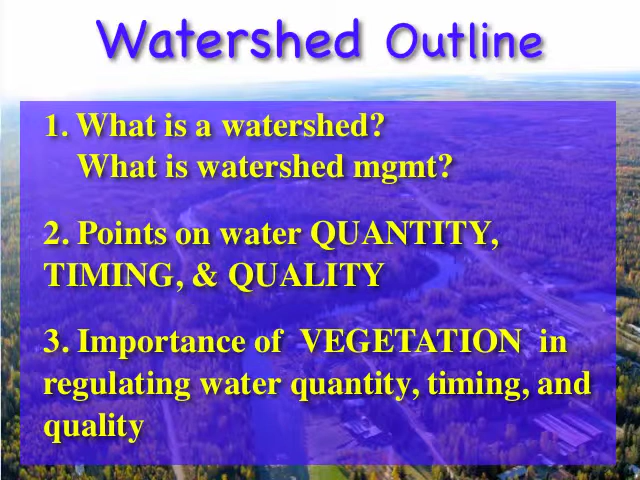 Watershed Outline
1. What is a watershed?
What is watershed mgmt?
2. Points on water QUANTITY,
TIMING, & QUALITY
3. Importance of VEGETATION in
regulating water quantity, timing, and
quality